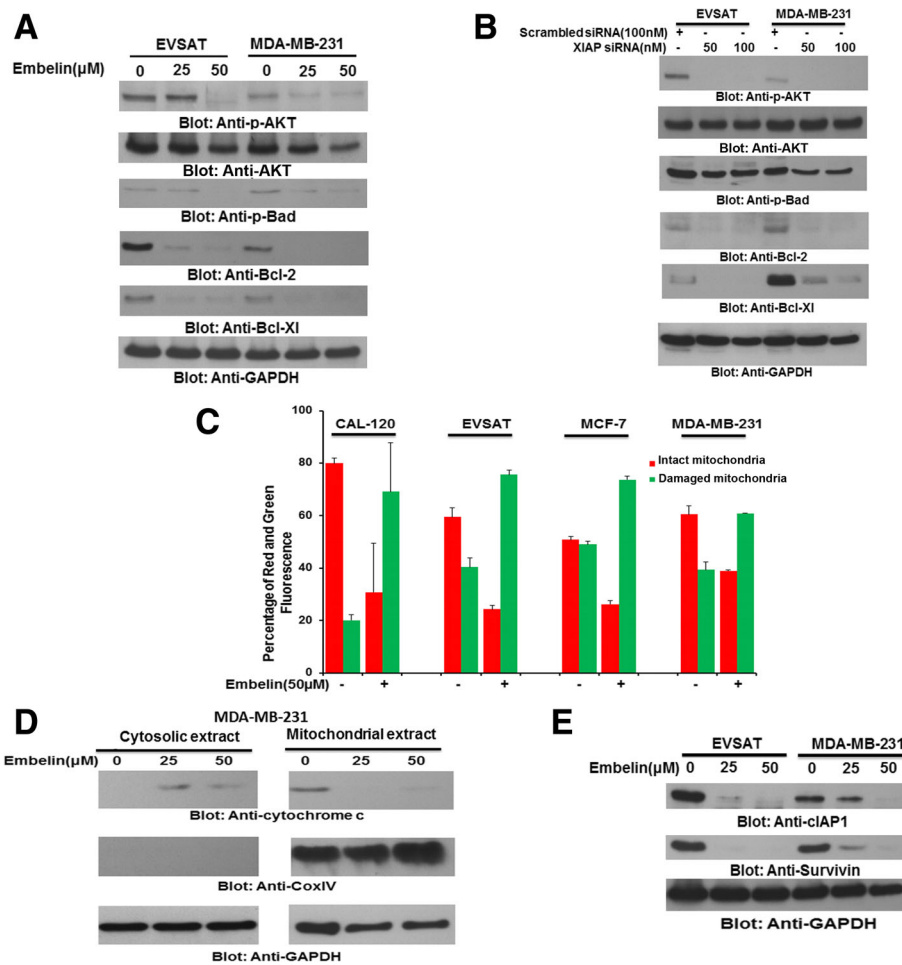 A
EVSAT MDA-MB-231
Embelin(µM) 0 25 50 0 25 50
Blot: Anti-p-AKT
Blot: Anti-AKT
Blot: Anti-p-Bad
Blot: Anti-Bcl-2
Blot: Anti-Bcl-Xl
Blot: Anti-GAPDH
B
EVSAT MDA-MB-231
Scrambled siRNA(100nM) + +
XIAP siRNA(nM) - 50 100 - 50 100
Blot: Anti-p-AKT
Blot: Anti-AKT
Blot: Anti-p-Bad
Blot: Anti-Bcl-2
Blot: Anti-Bcl-Xl
Blot: Anti-GAPDH
C
Percentage of Red and Green
Fluorescence
100
80
60
40
20
0
CAL-120 EVSAT MCF-7 MDA-MB-231
Intact mitochondria
Damaged mitochondria
Embelin(50µM) - + - + - + - +
D
MDA-MB-231
Cytosolic extract Mitochondrial extract
Embelin(µM) 0 25 50 0 25 50
Blot: Anti-cytochrome c
Blot: Anti-CoxIV
Blot: Anti-GAPDH
E
EVSAT MDA-MB-231
Embelin(µM) 0 25 50 0 25 50
Blot: Anti-cIAP1
Blot: Anti-Survivin
Blot: Anti-GAPDH